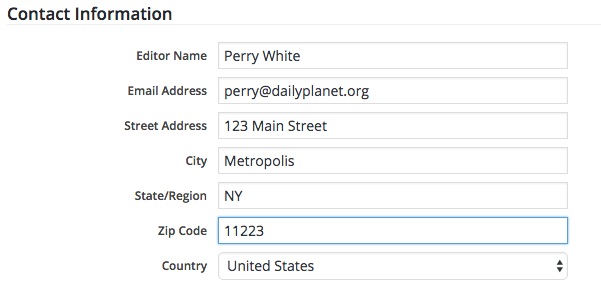 Contact Information
Editor Name Perry White
Email Address perry@dailyplanet.org
Street Address 123 Main Street
City Metropolis
State/Region NY
Zip Code 11223
Country United States